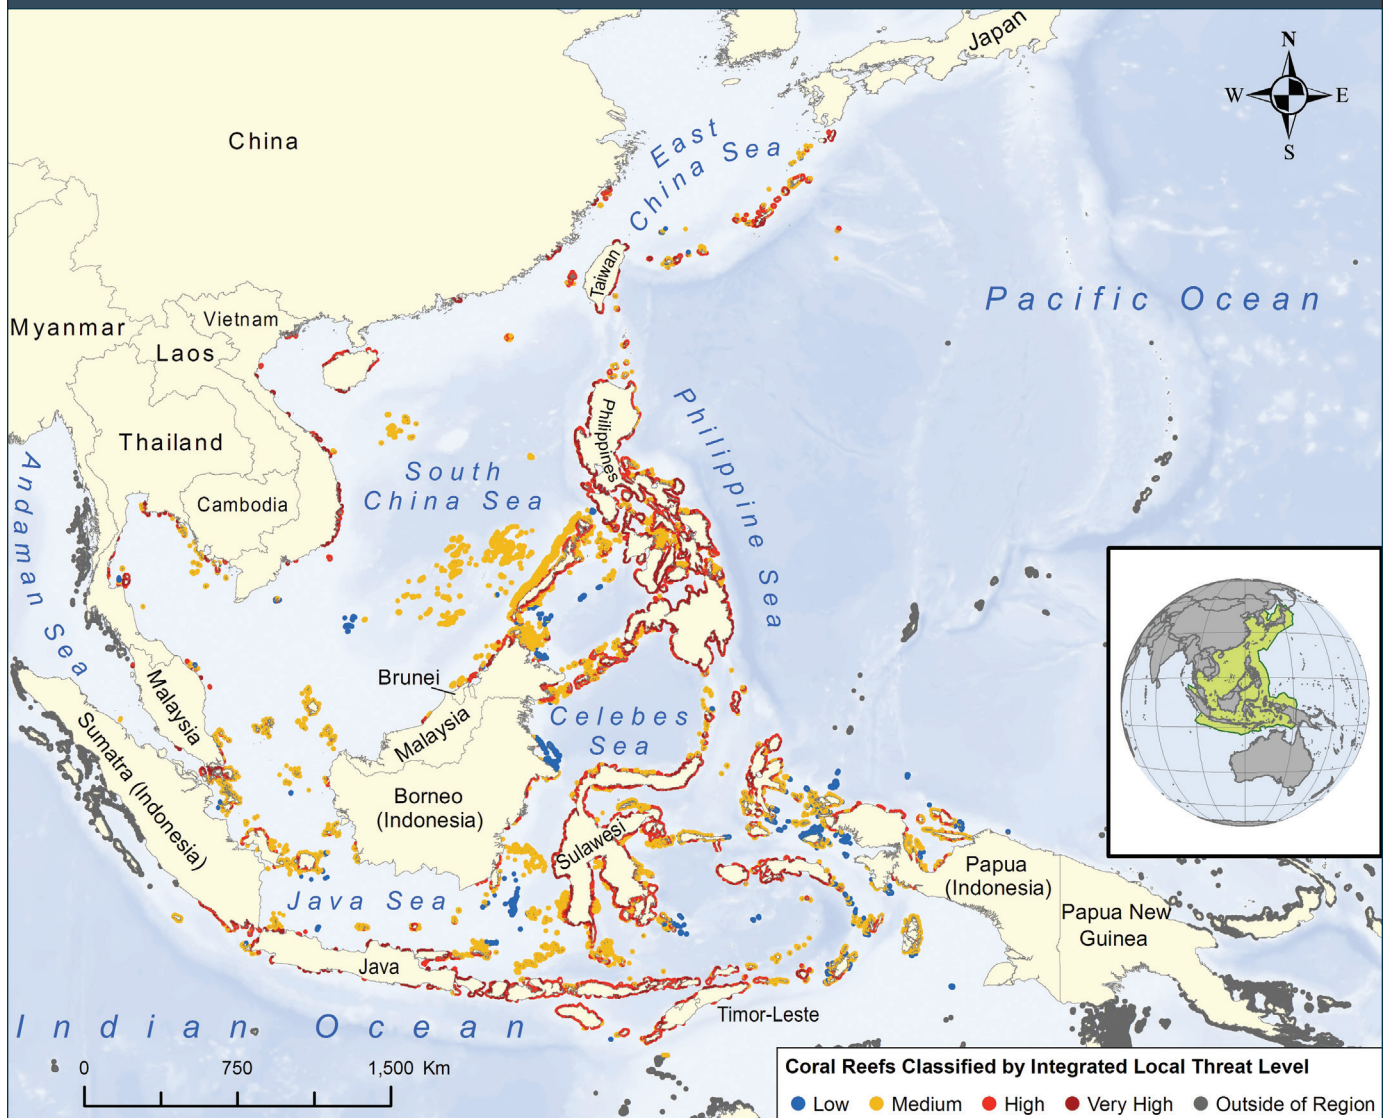 Japan
N
W E
S
China
East
China Sea
Taiwan
Pacific Ocean
Myanmar
Vietnam
Laos
Thailand
Philippines
Philippine Sea
South
China Sea
Cambodia
Andaman Sea
Brunei
Malaysia
Malaysia
Celebes
Sea
Sumatra (Indonesia)
Borneo
(Indonesia)
Sulawesi
Papua
(Indonesia)
Papua New
Guinea
Java Sea
Java
Timor-Leste
Indian Ocean
0 750 1,500 Km
Coral Reefs Classified by Integrated Local Threat Level
Low Medium High Very High Outside of Region